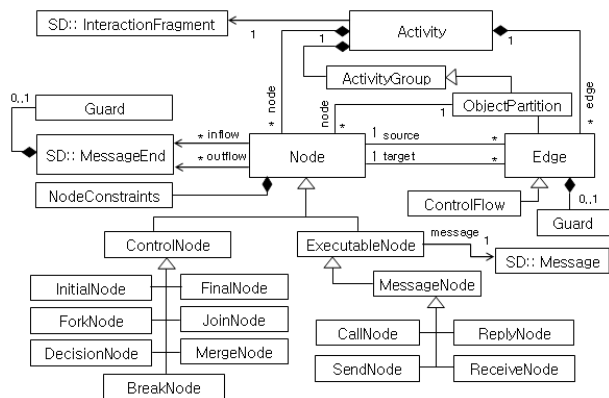 SD:: InteractionFragment
1
1
Activity
1
ActivityGroup
0,,1
Guard
node
node
1
ObjectPartition
edge
*
*
*
SD:: MessageEnd
* inflow
* outflow
Node
1 source
*
1 target
*
Edge
NodeConstraints
ControlFlow
0,,1
Guard
ControlNode
ExecutableNode
message
1
SD:: Message
InitialNode
FinalNode
MessageNode
ForkNode
JoinNode
CallNode
ReplyNode
DecisionNode
MergeNode
SendNode
ReceiveNode
BreakNode